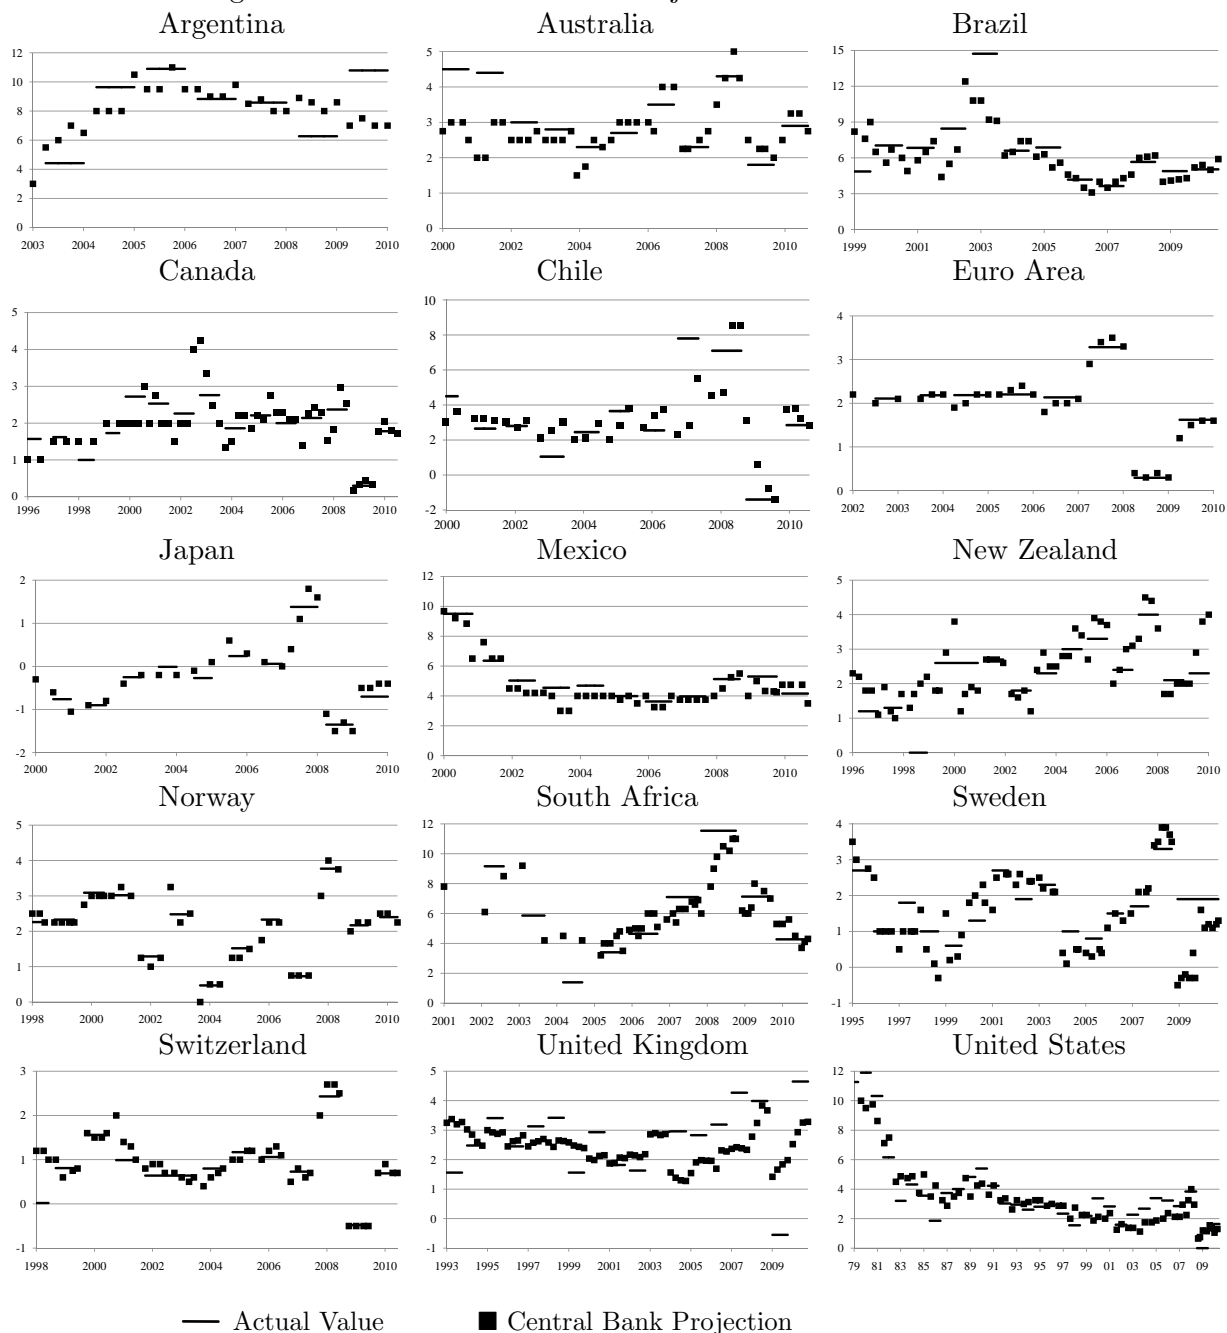 Argentina
12
10
8
6
4
2
0
2003 2004 2005 2006 2007 2008 2009 2010
Australia
5
4
3
2
1
0
2000 2002 2004 2006 2008 2010
Brazil
15
12
9
6
3
0
1999 2001 2003 2005 2007 2009
Canada
5
4
3
2
1
0
1996 1998 2000 2002 2004 2006 2008 2010
Chile
10
8
6
4
2
0
-2
2000 2002 2004 2006 2008 2010
Euro Area
4
3
2
1
0
2002 2003 2004 2005 2006 2007 2008 2009 2010
Japan
2
1
0
-1
-2
2000 2002 2004 2006 2008 2010
Mexico
12
10
8
6
4
2
0
2000 2002 2004 2006 2008 2010
New Zealand
5
4
3
2
1
0
1996 1998 2000 2002 2004 2006 2008 2010
Norway
5
4
3
2
1
0
1998 2000 2002 2004 2006 2008 2010
South Africa
12
10
8
6
4
2
0
2001 2002 2003 2004 2005 2006 2007 2008 2009 2010
Sweden
4
3
2
1
0
-1
1995 1997 1999 2001 2003 2005 2007 2009
Switzerland
3
2
1
0
-1
1998 2000 2002 2004 2006 2008 2010
United Kingdom
5
4
3
2
1
0
-1
1993 1995 1997 1999 2001 2003 2005 2007 2009
United States
12
10
8
6
4
2
0
79 81 83 85 87 89 91 93 95 97 99 01 03 05 07 09
Actual Value
Central Bank Projection